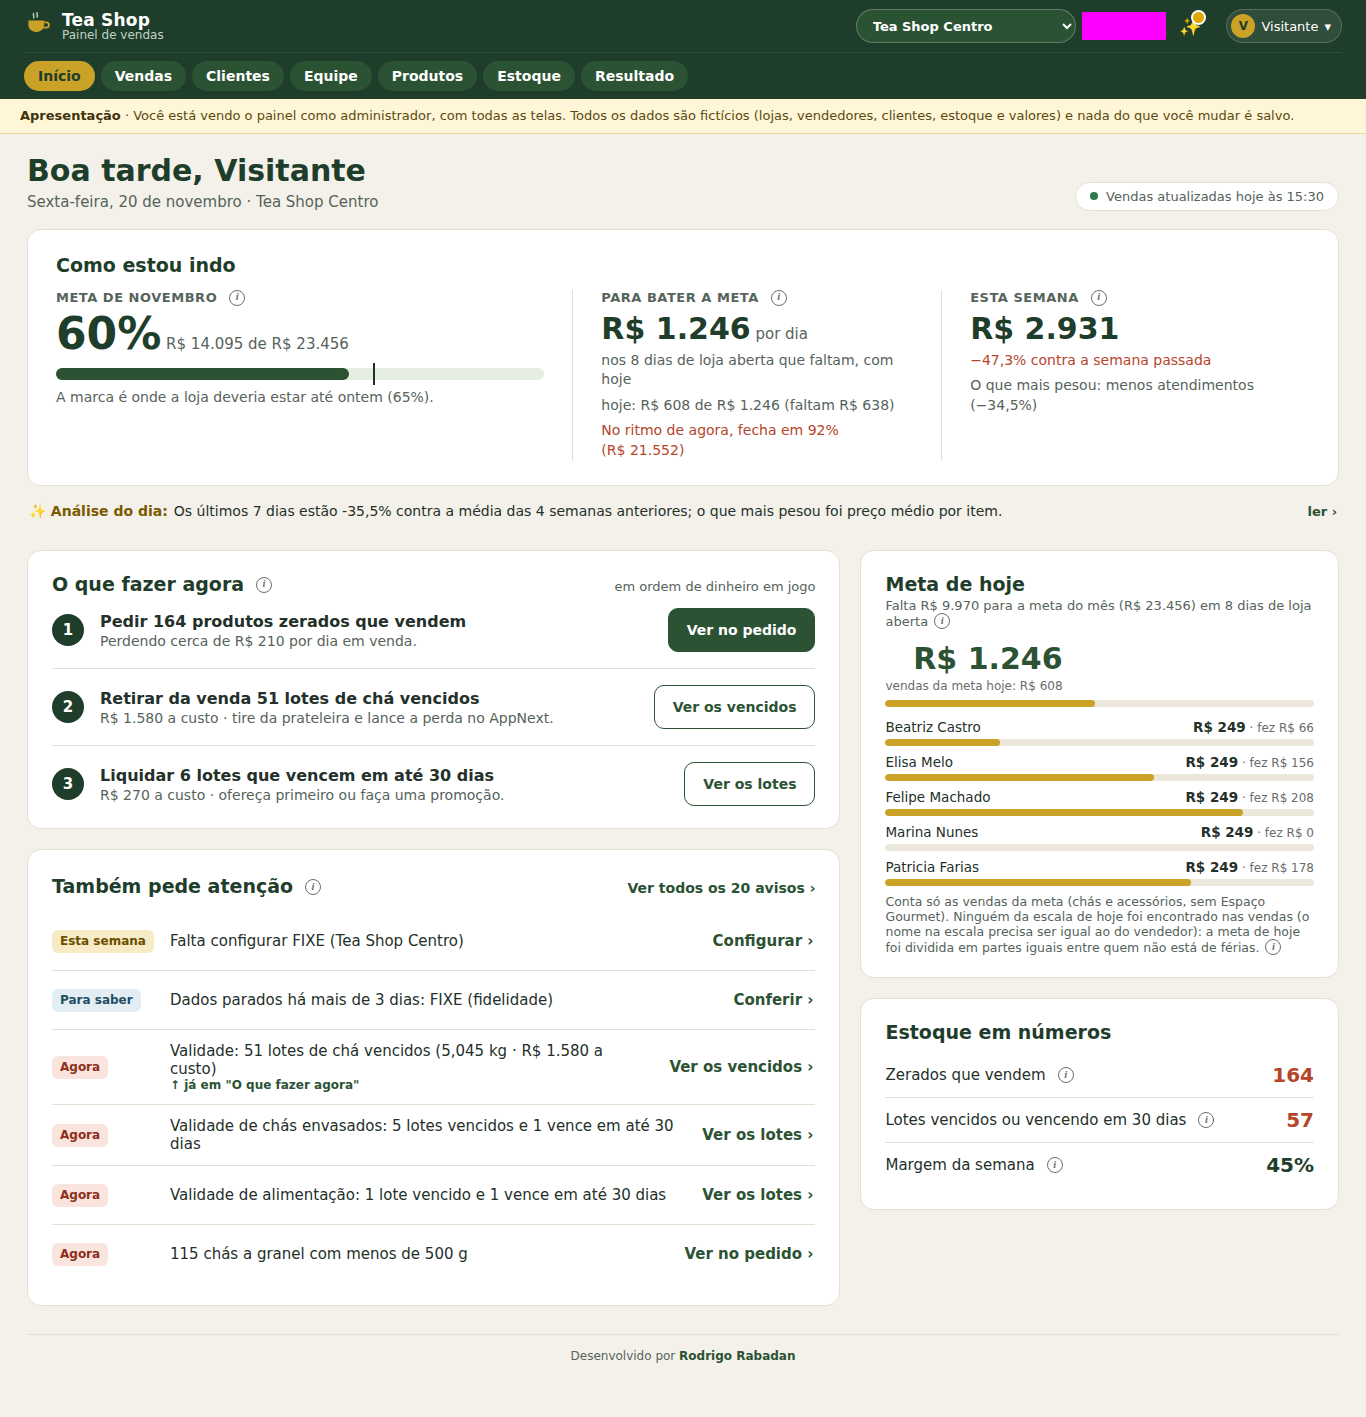 Tea Shop
Painel de vendas
Tea Shop Centro
V Visitante ▾
Início
Vendas
Clientes
Equipe
Produtos
Estoque
Resultado
Apresentação · Você está vendo o painel como administrador, com todas as telas. Todos os dados são fictícios (lojas, vendedores, clientes, estoque e valores) e nada do que você mudar é salvo.
Boa tarde, Visitante
Sexta-feira, 20 de novembro · Tea Shop Centro
Vendas atualizadas hoje às 15:30
Como estou indo
META DE NOVEMBRO i
60% R$ 14.095 de R$ 23.456
A marca é onde a loja deveria estar até ontem (65%).
PARA BATER A META i
R$ 1.246 por dia
nos 8 dias de loja aberta que faltam, com
hoje
hoje: R$ 608 de R$ 1.246 (faltam R$ 638)
No ritmo de agora, fecha em 92%
(R$ 21.552)
ESTA SEMANA i
R$ 2.931
−47,3% contra a semana passada
O que mais pesou: menos atendimentos
(−34,5%)
✨ Análise do dia: Os últimos 7 dias estão -35,5% contra a média das 4 semanas anteriores; o que mais pesou foi preço médio por item.
ler ›
O que fazer agora i
em ordem de dinheiro em jogo
1 Pedir 164 produtos zerados que vendem
Perdendo cerca de R$ 210 por dia em venda.
Ver no pedido
2 Retirar da venda 51 lotes de chá vencidos
R$ 1.580 a custo · tire da prateleira e lance a perda no AppNext.
Ver os vencidos
3 Liquidar 6 lotes que vencem em até 30 dias
R$ 270 a custo · ofereça primeiro ou faça uma promoção.
Ver os lotes
Também pede atenção i
Ver todos os 20 avisos ›
Esta semana Falta configurar FIXE (Tea Shop Centro) Configurar ›
Para saber Dados parados há mais de 3 dias: FIXE (fidelidade) Conferir ›
Agora Validade: 51 lotes de chá vencidos (5,045 kg · R$ 1.580 a
custo)
↑ já em "O que fazer agora"
Ver os vencidos ›
Agora Validade de chás envasados: 5 lotes vencidos e 1 vence em até 30
dias
Ver os lotes ›
Agora Validade de alimentação: 1 lote vencido e 1 vence em até 30 dias Ver os lotes ›
Agora 115 chás a granel com menos de 500 g Ver no pedido ›
Meta de hoje
Falta R$ 9.970 para a meta do mês (R$ 23.456) em 8 dias de loja
aberta i
R$ 1.246
vendas da meta hoje: R$ 608
Beatriz Castro R$ 249 · fez R$ 66
Elisa Melo R$ 249 · fez R$ 156
Felipe Machado R$ 249 · fez R$ 208
Marina Nunes R$ 249 · fez R$ 0
Patricia Farias R$ 249 · fez R$ 178
Conta só as vendas da meta (chás e acessórios, sem Espaço
Gourmet). Ninguém da escala de hoje foi encontrado nas vendas (o
nome na escala precisa ser igual ao do vendedor): a meta de hoje
foi dividida em partes iguais entre quem não está de férias. i
Estoque em números
Zerados que vendem i 164
Lotes vencidos ou vencendo em 30 dias i 57
Margem da semana i 45%
Desenvolvido por Rodrigo Rabadan